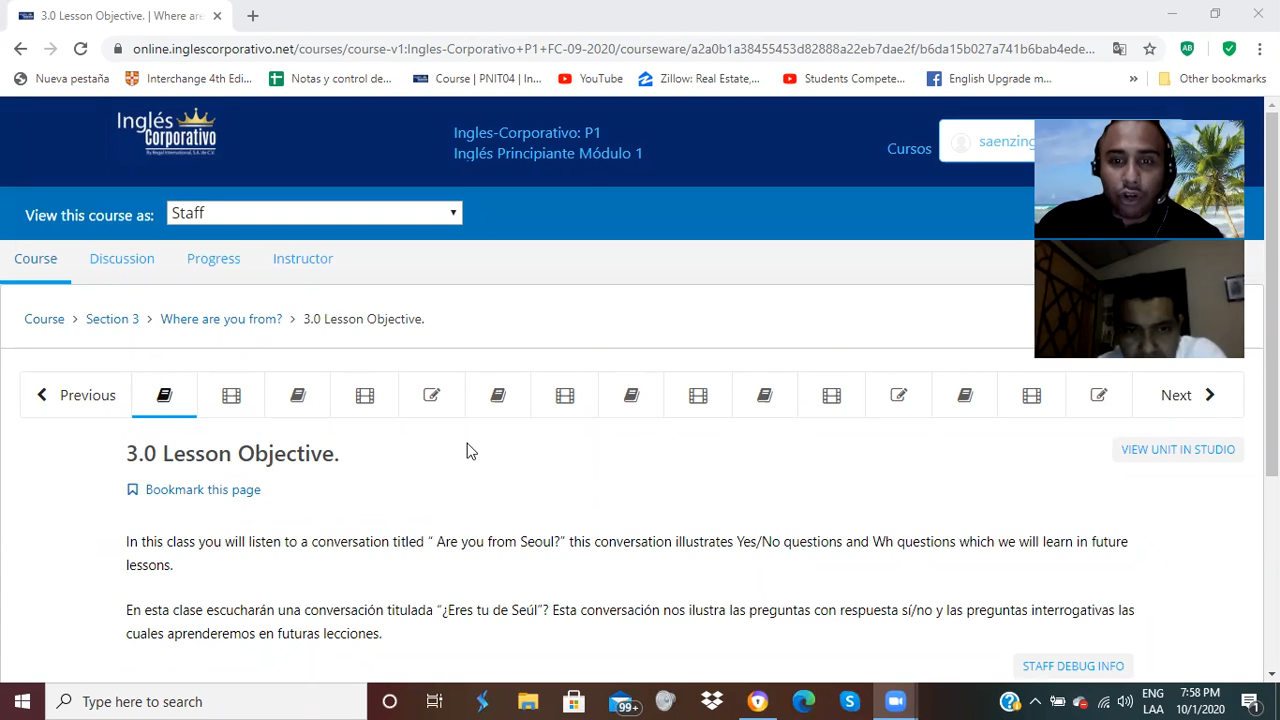 3.0 Lesson Objective. | Where are
online.inglescorporativo.net/courses/course-v1:Ingles-Corporativo+P1+FC-09-2020/courseware/a2a0b1a38455453d82888a22eb7dae2f/b6da15b027a741b6bab4ede...
Nueva pestaña
Interchange 4th Edi...
Notas y control de...
Course | PNIT04 | In...
YouTube
Zillow: Real Estate,...
Students Compete...
English Upgrade m...
»
Other bookmarks
Inglés
Corporativo
By Regal International, S.A. de C.V.
Ingles-Corporativo: P1
Inglés Principiante Módulo 1
Cursos
saenzing
View this course as:
Staff
Course
Discussion
Progress
Instructor
Course > Section 3 > Where are you from? > 3.0 Lesson Objective.
Previous
Next
3.0 Lesson Objective.
VIEW UNIT IN STUDIO
Bookmark this page
In this class you will listen to a conversation titled “ Are you from Seoul?” this conversation illustrates Yes/No questions and Wh questions which we will learn in future
lessons.
En esta clase escucharán una conversación titulada “¿Eres tu de Seúl”? Esta conversación nos ilustra las preguntas con respuesta sí/no y las preguntas interrogativas las
cuales aprenderemos en futuras lecciones.
STAFF DEBUG INFO
Type here to search
99+
ENG
LAA
7:58 PM
10/1/2020
1